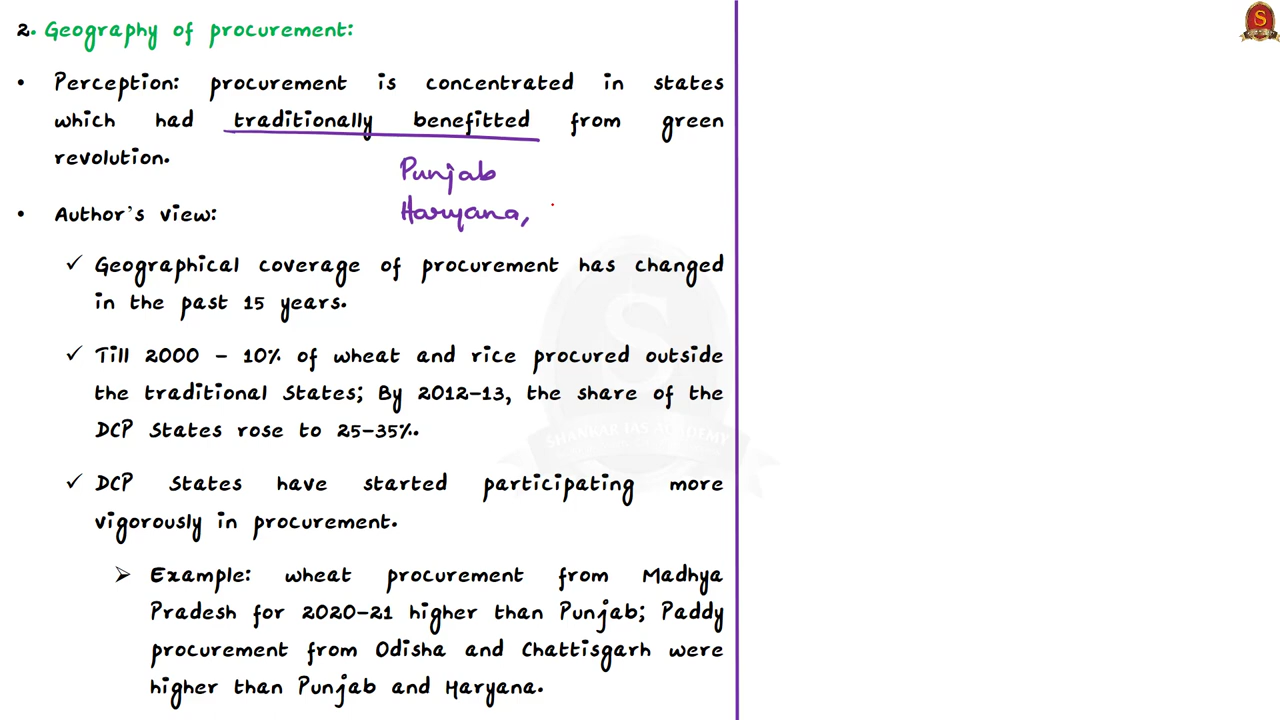 2. Geography of procurement:
• Perception: procurement is concentrated in states
which had traditionally benefitted from green
revolution.
Punjab
Haryana,
• Author's view:
✓ Geographical coverage of procurement has changed
in the past 15 years.
✓ Till 2000 – 10% of wheat and rice procured outside
the traditional States; By 2012-13, the share of the
DCP States rose to 25-35%.
✓ DCP States have started participating more
vigorously in procurement.
➢ Example: wheat procurement from Madhya
Pradesh for 2020-21 higher than Punjab; Paddy
procurement from Odisha and Chattisgarh were
higher than Punjab and Haryana.
S
SHANKAR IAS ACADEMY
S